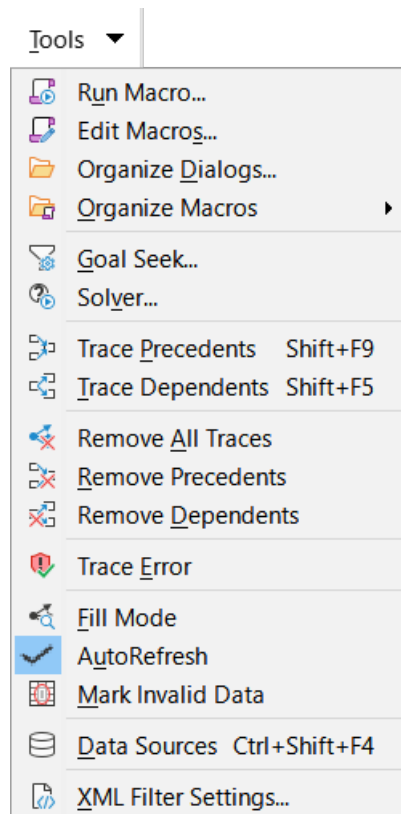 Tools
Run Macro...
Edit Macros...
Organize Dialogs...
Organize Macros
Goal Seek...
Solver...
Trace Precedents Shift+F9
Trace Dependents Shift+F5
Remove All Traces
Remove Precedents
Remove Dependents
Trace Error
Fill Mode
AutoRefresh
Mark Invalid Data
Data Sources Ctrl+Shift+F4
XML Filter Settings...